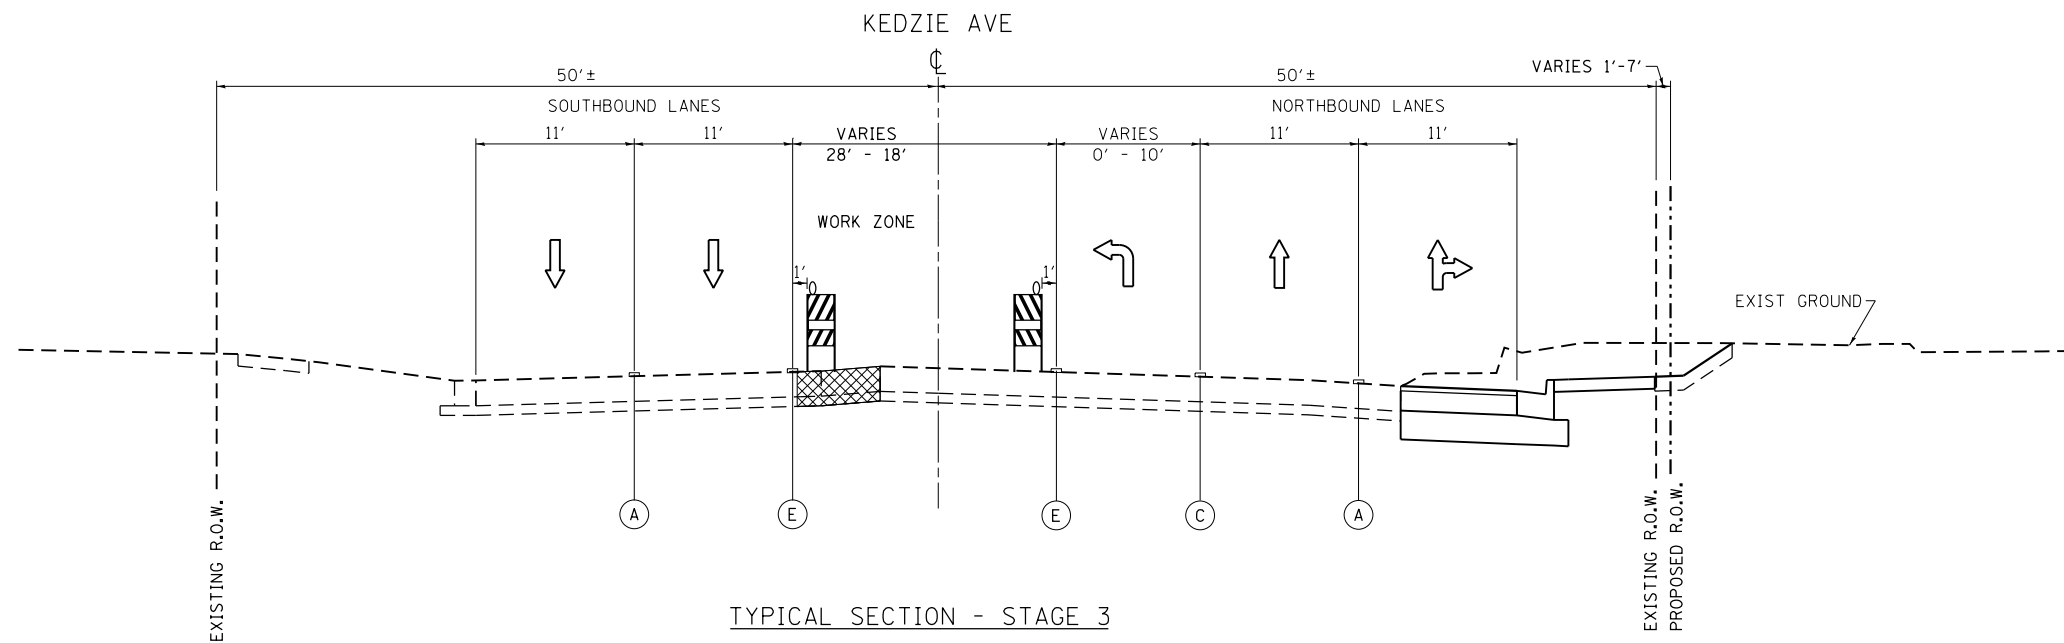 KEDZIE AVE
℄
50'± 50'± VARIES 1'-7'
SOUTHBOUND LANES NORTHBOUND LANES
11' 11' VARIES VARIES 11' 11'
28' - 18' 0' - 10'
WORK ZONE
1' 1'
EXIST GROUND
A E E C A
EXISTING R.O.W.
EXISTING R.O.W.
PROPOSED R.O.W.
TYPICAL SECTION - STAGE 3